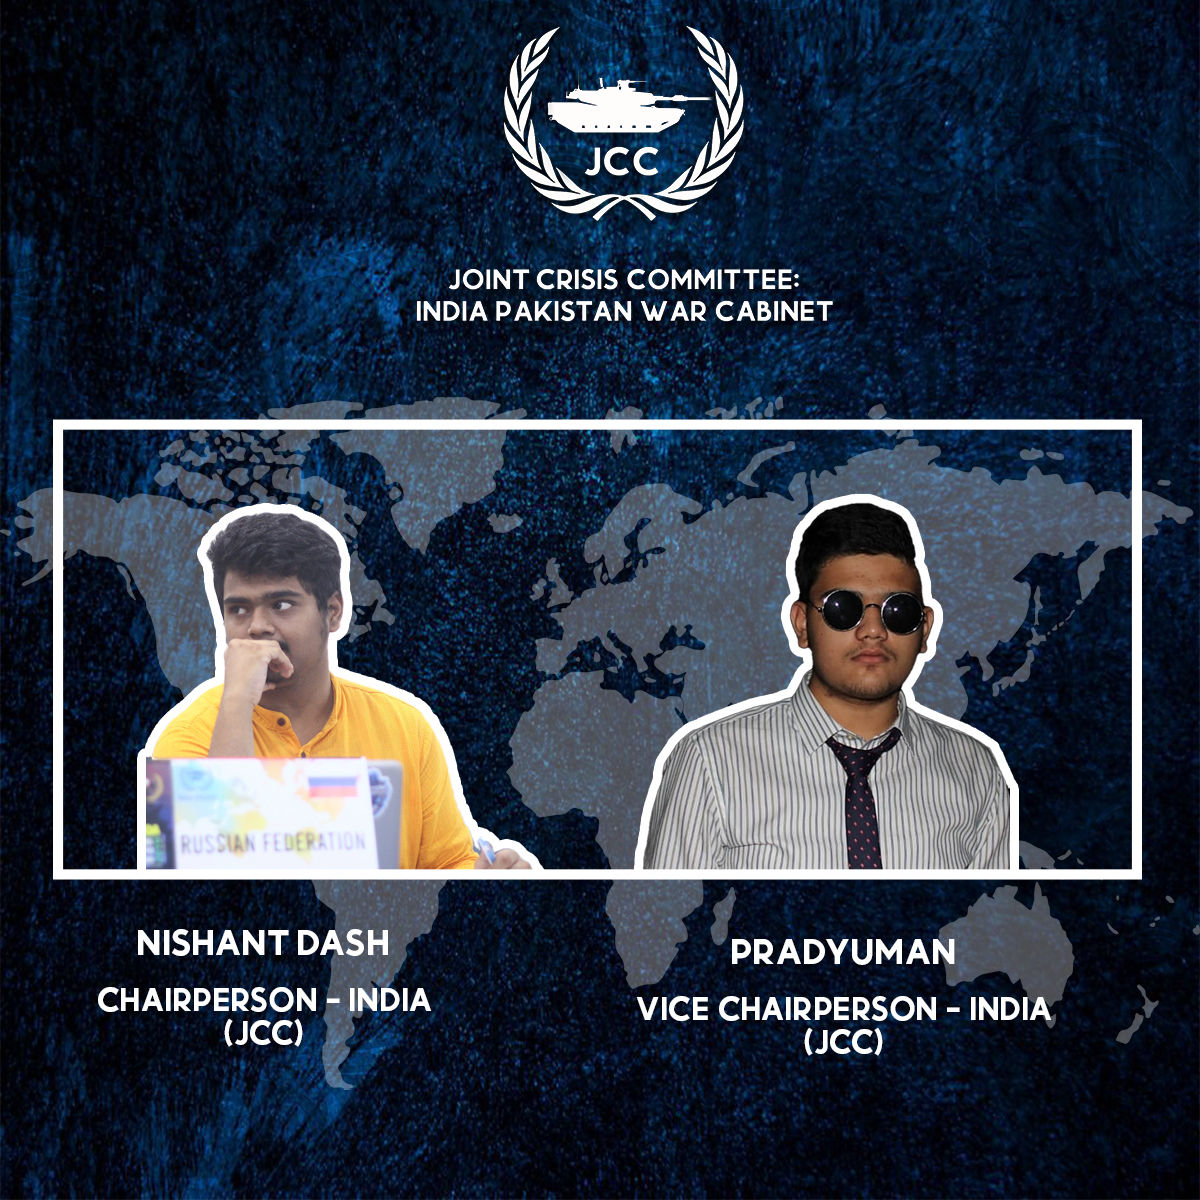 JCC
JOINT CRISIS COMMITTEE:
INDIA PAKISTAN WAR CABINET
RUSSIAN FEDERATION
NISHANT DASH
CHAIRPERSON - INDIA
(JCC)
PRADYUMAN
VICE CHAIRPERSON - INDIA
(JCC)